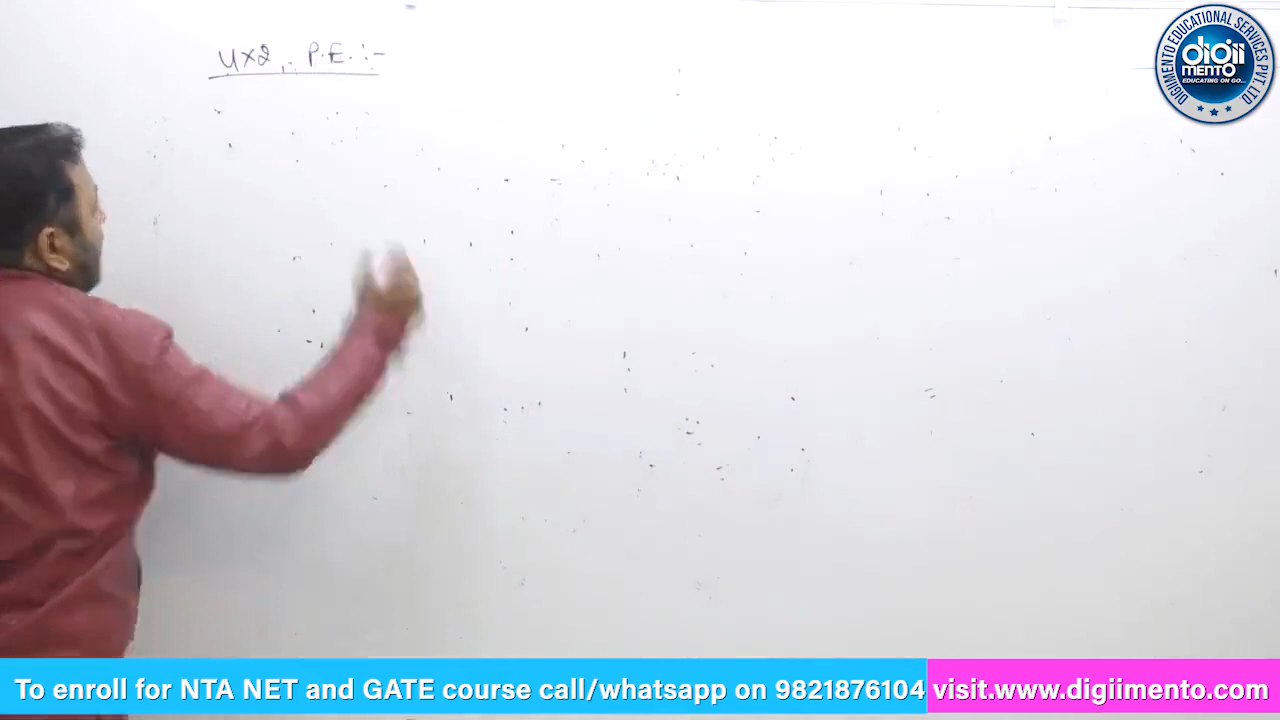 4x2, P.E. :-
DIGIIMENTO EDUCATIONAL SERVICES PVT. LTD
digii
MENTO
EDUCATING ON GO...
To enroll for NTA NET and GATE course call/whatsapp on 9821876104 visit.www.digiimento.com